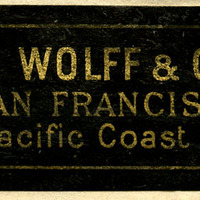 WOLFF & C
AN FRANCIS
acific Coast